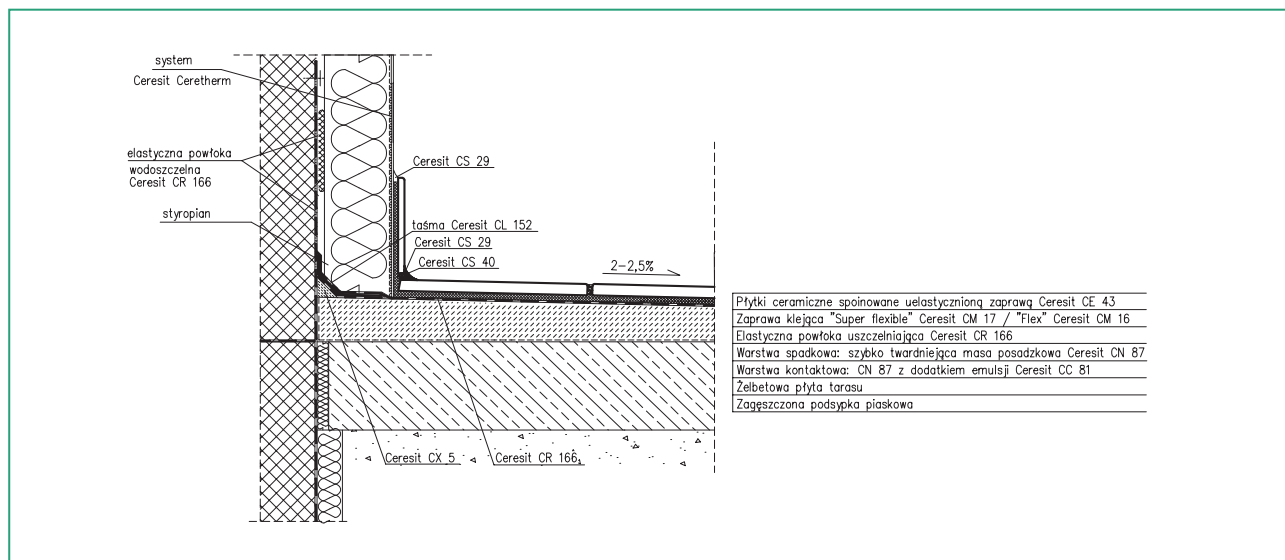 system
Ceresit Ceretherm
elastyczna powłoka
wodoszczelna
Ceresit CR 166
styropian
Ceresit CS 29
taśma Ceresit CL 152
Ceresit CS 29
Ceresit CS 40
2-2,5%
Płytki ceramiczne spoinowane uelastycznioną zaprawą Ceresit CE 43
Zaprawa klejąca "Super flexible" Ceresit CM 17 / "Flex" Ceresit CM 16
Elastyczna powłoka uszczelniająca Ceresit CR 166
Warstwa spadkowa: szybko twardniejąca masa posadzkowa Ceresit CN 87
Warstwa kontaktowa: CN 87 z dodatkiem emulsji Ceresit CC 81
Żelbetowa płyta tarasu
Zagęszczona podsypka piaskowa
Ceresit CX 5
Ceresit CR 166